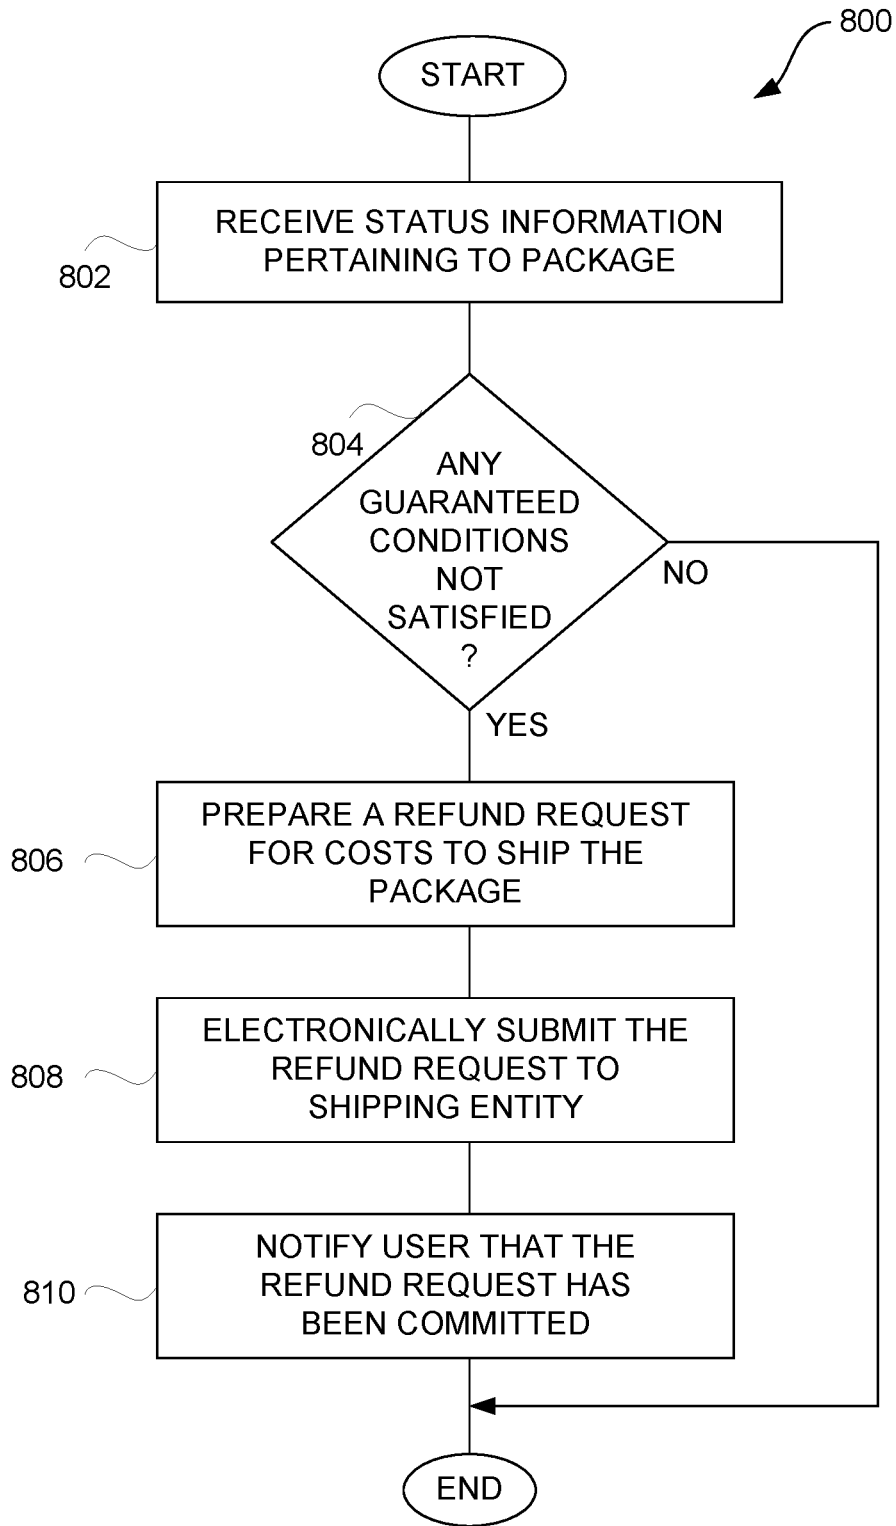 800
START
RECEIVE STATUS INFORMATION
PERTAINING TO PACKAGE
802
804
ANY
GUARANTEED
CONDITIONS
NOT
SATISFIED
?
NO
YES
PREPARE A REFUND REQUEST
FOR COSTS TO SHIP THE
PACKAGE
806
ELECTRONICALLY SUBMIT THE
REFUND REQUEST TO
SHIPPING ENTITY
808
NOTIFY USER THAT THE
REFUND REQUEST HAS
BEEN COMMITTED
810
END